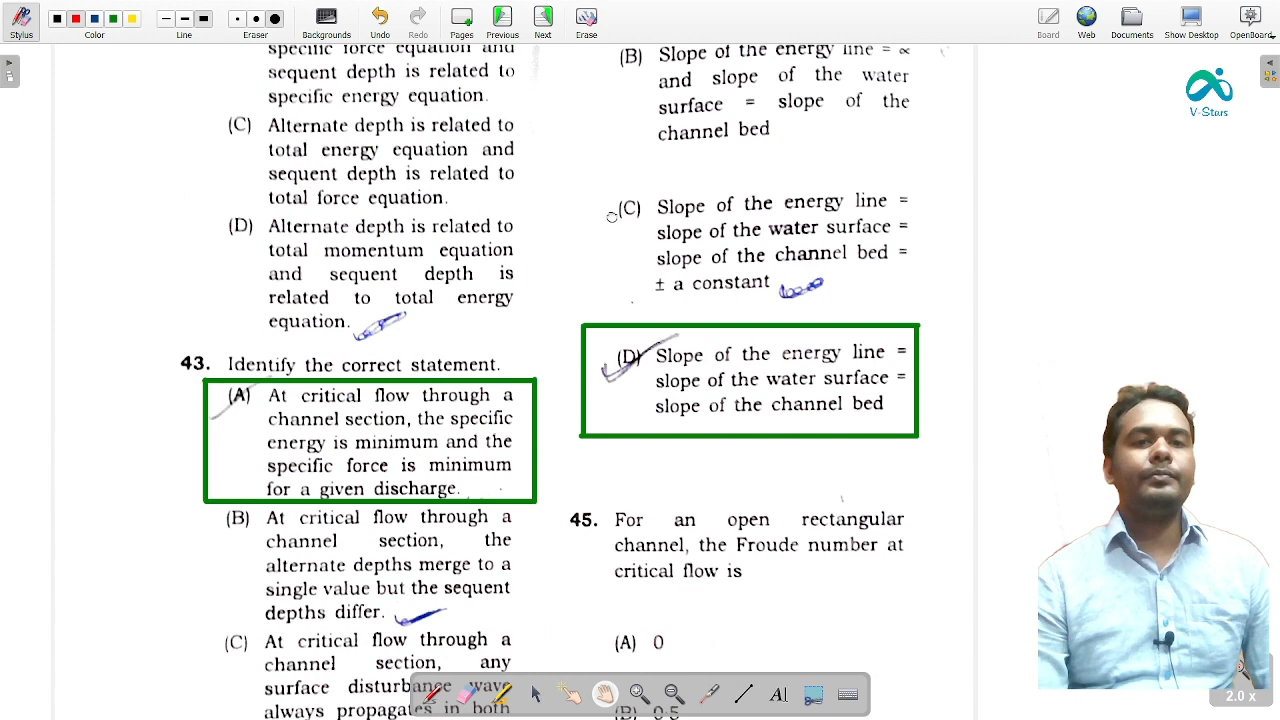 Stylus
Color
Line
Eraser
Backgrounds
Undo
Redo
Pages
Previous
Next
Erase
Board
Web
Documents
Show Desktop
OpenBoard
V-Stars
specific force equation and
sequent depth is related to
specific energy equation.
(C) Alternate depth is related to
total energy equation and
sequent depth is related to
total force equation.
(D) Alternate depth is related to
total momentum equation
and sequent depth is
related to total energy
equation.
43. Identify the correct statement.
(A) At critical flow through a
channel section, the specific
energy is minimum and the
specific force is minimum
for a given discharge.
(B) At critical flow through a
channel section, the
alternate depths merge to a
single value but the sequent
depths differ.
(C) At critical flow through a
channel section, any
surface disturbance wave
always propagates in both
(B) Slope of the energy line = ∝
and slope of the water
surface = slope of the
channel bed
(C) Slope of the energy line =
slope of the water surface =
slope of the channel bed =
± a constant
(D) Slope of the energy line =
slope of the water surface =
slope of the channel bed
45. For an open rectangular
channel, the Froude number at
critical flow is
(A) 0
(B) 0·5
2.0 x